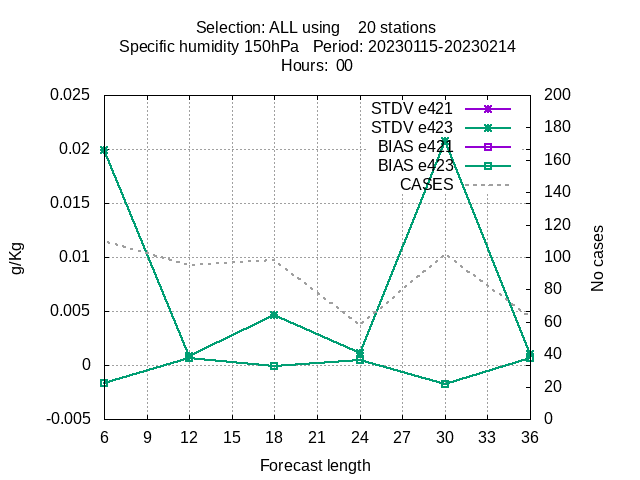 Selection: ALL using    20 stations
Specific humidity 150hPa   Period: 20230115-20230214
Hours:  00
STDV e421
STDV e423
BIAS e421
BIAS e423
CASES
0.025
0.02
0.015
0.01
0.005
0
-0.005
g/Kg
200
180
160
140
120
100
80
60
40
20
0
No cases
6 9 12 15 18 21 24 27 30 33 36
Forecast length